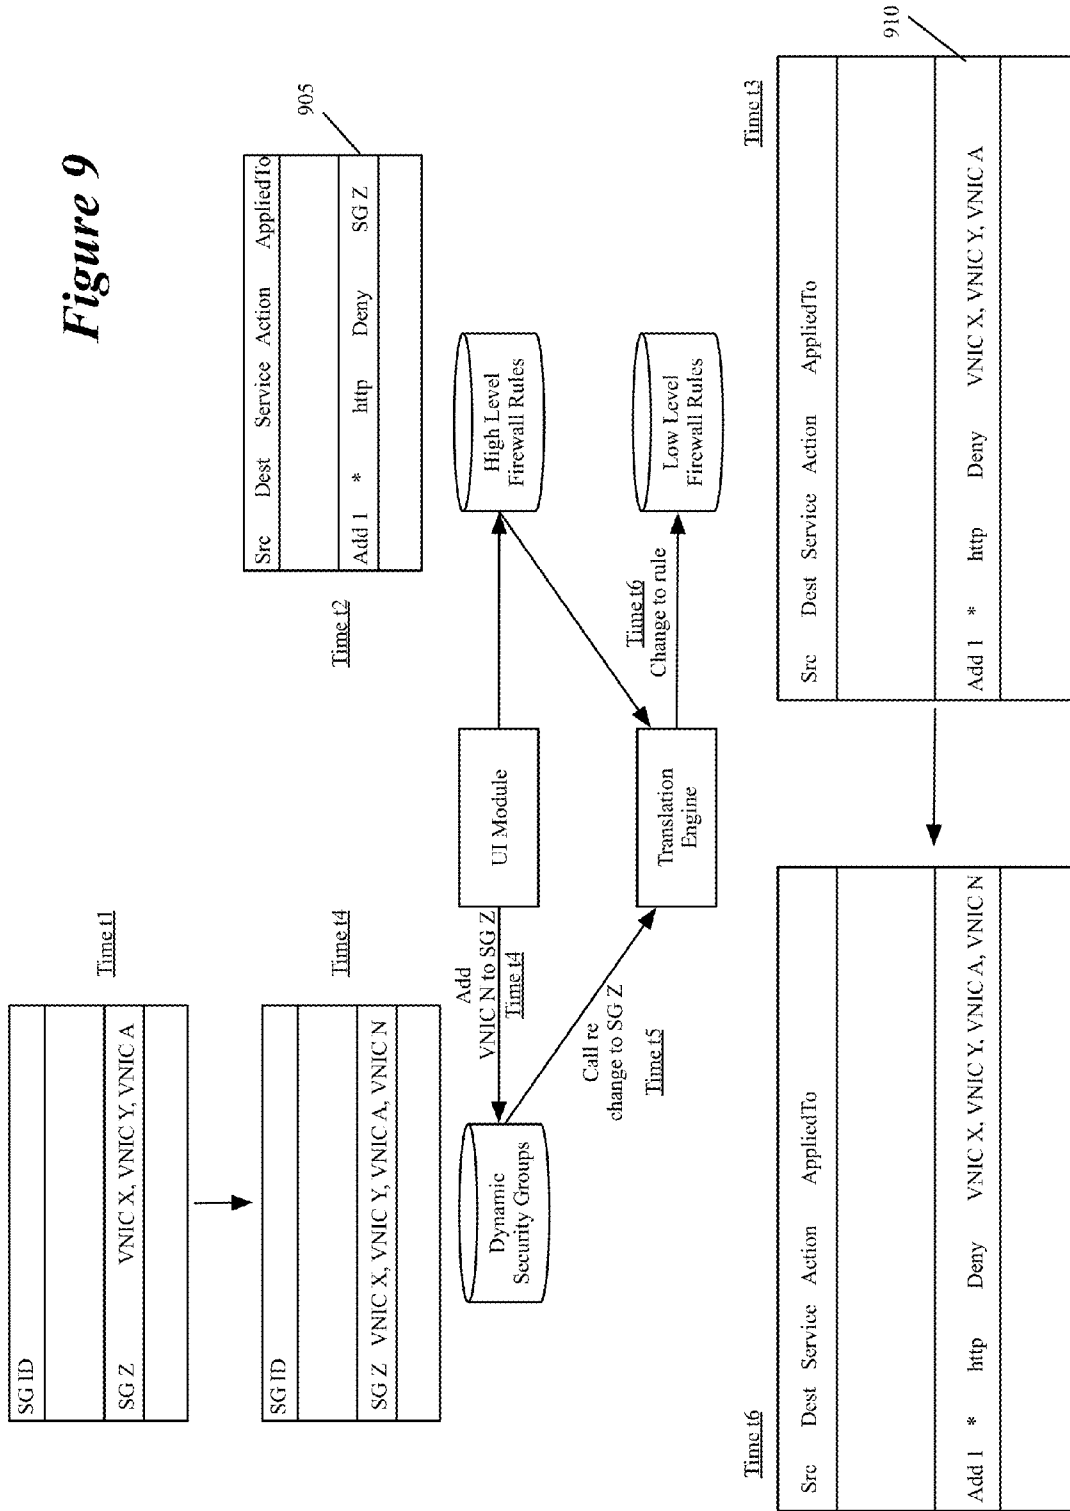 Figure 9
SG ID
SG Z VNIC X, VNIC Y, VNIC A
Time t1
SG ID
SG Z VNIC X, VNIC Y, VNIC A, VNIC N
Time t4
Time t2
Src Dest Service Action AppliedTo
Add 1 * http Deny SG Z
905
Dynamic
Security Groups
Add
VNIC N to SG Z
Time t4
UI Module
High Level
Firewall Rules
Call re
change to SG Z
Time t5
Translation
Engine
Time t6
Change to rule
Low Level
Firewall Rules
Time t6
Src Dest Service Action AppliedTo
Add 1 * http Deny VNIC X, VNIC Y, VNIC A, VNIC N
Time t3
Src Dest Service Action AppliedTo
Add 1 * http Deny VNIC X, VNIC Y, VNIC A
910